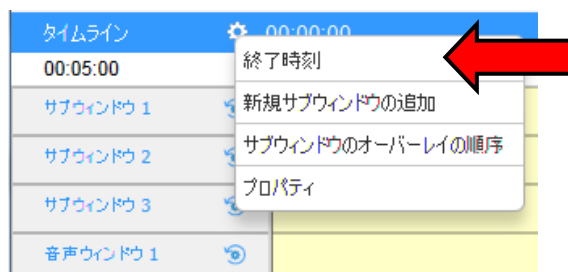 タイムライン 00:00:00
00:05:00
終了時刻
新規サブウィンドウの追加
サブウィンドウのオーバーレイの順序
プロパティ
サブウィンドウ 1
サブウィンドウ 2
サブウィンドウ 3
音声ウィンドウ 1